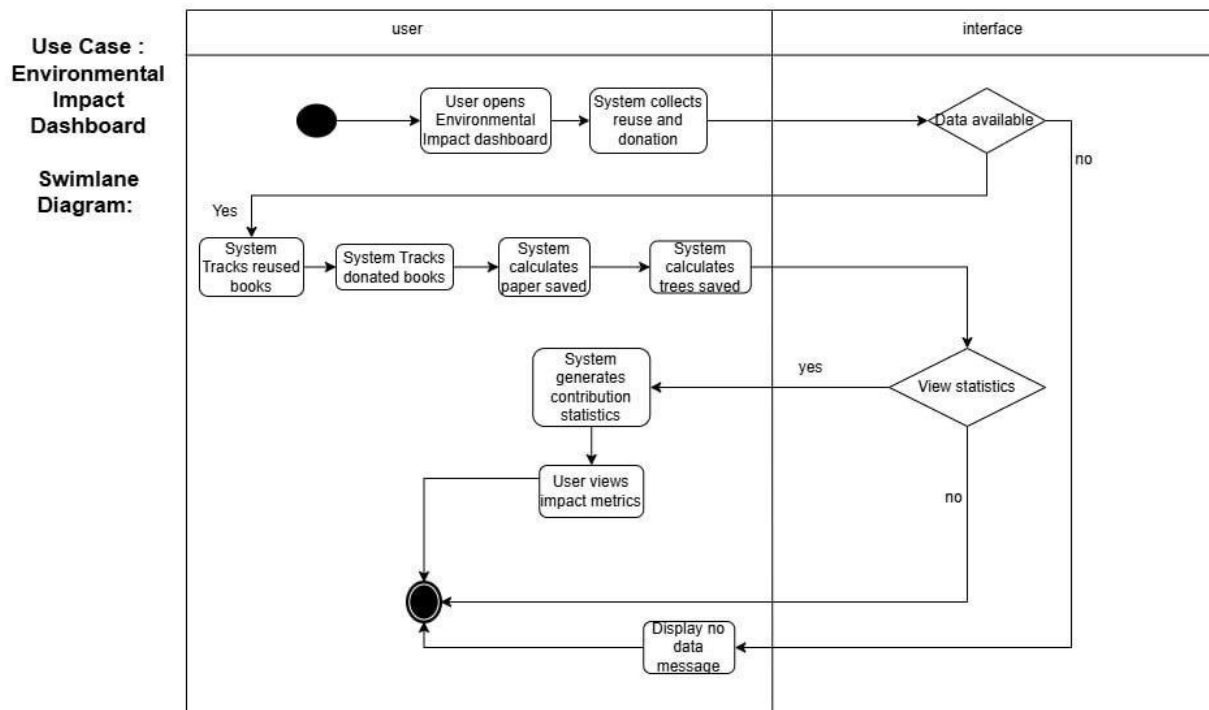 Use Case :
Environmental
Impact
Dashboard
Swimlane
Diagram:
user
interface
User opens
Environmental
Impact dashboard
System collects
reuse and
donation
Data available
no
Yes
System
Tracks reused
books
System Tracks
donated books
System
calculates
paper saved
System
calculates
trees saved
System
generates
contribution
statistics
yes
View statistics
User views
impact metrics
no
Display no
data
message